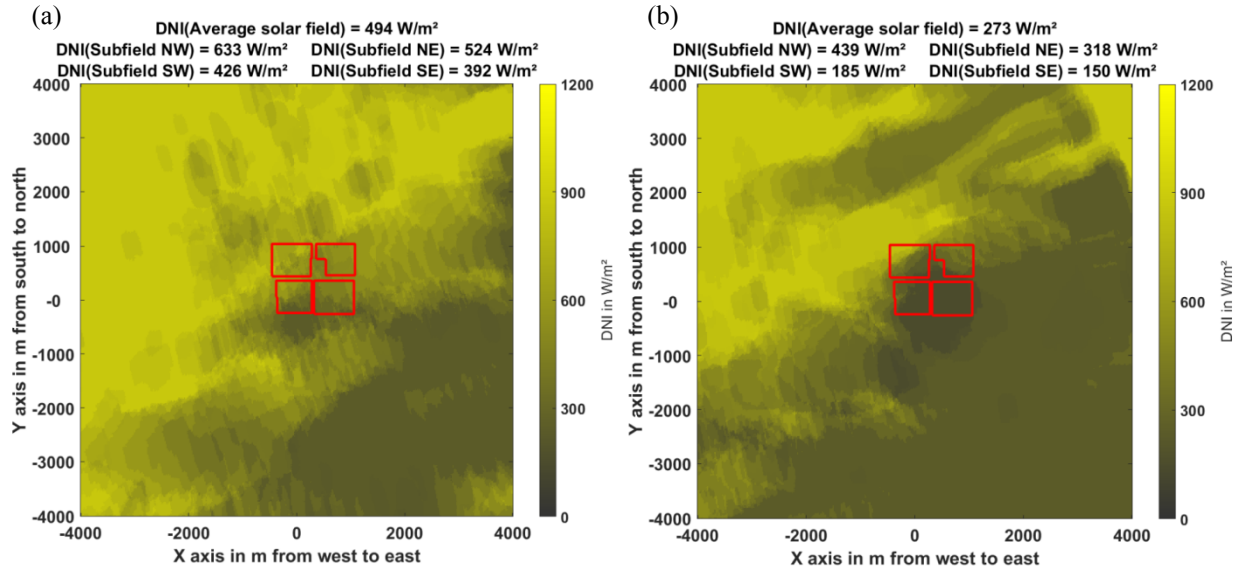 (a)
DNI(Average solar field) = 494 W/m²
DNI(Subfield NW) = 633 W/m² DNI(Subfield NE) = 524 W/m²
DNI(Subfield SW) = 426 W/m² DNI(Subfield SE) = 392 W/m²
4000
3000
2000
1000
-0
-1000
-2000
-3000
-4000
Y axis in m from south to north
-4000 -2000 0 2000 4000
X axis in m from west to east
1200
900
600
300
0
DNI in W/m²
(b)
DNI(Average solar field) = 273 W/m²
DNI(Subfield NW) = 439 W/m² DNI(Subfield NE) = 318 W/m²
DNI(Subfield SW) = 185 W/m² DNI(Subfield SE) = 150 W/m²
4000
3000
2000
1000
-0
-1000
-2000
-3000
-4000
Y axis in m from south to north
-4000 -2000 0 2000 4000
X axis in m from west to east
1200
900
600
300
0
DNI in W/m²